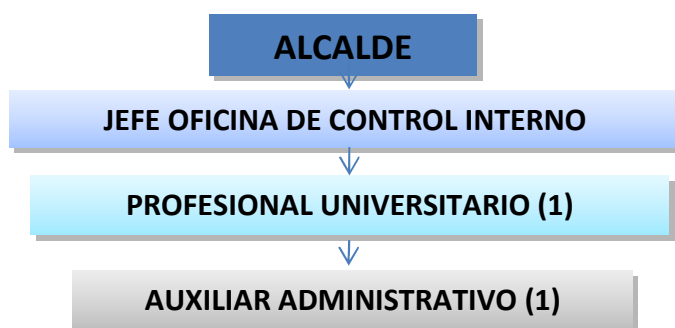 ALCALDE
JEFE OFICINA DE CONTROL INTERNO
PROFESIONAL UNIVERSITARIO (1)
AUXILIAR ADMINISTRATIVO (1)